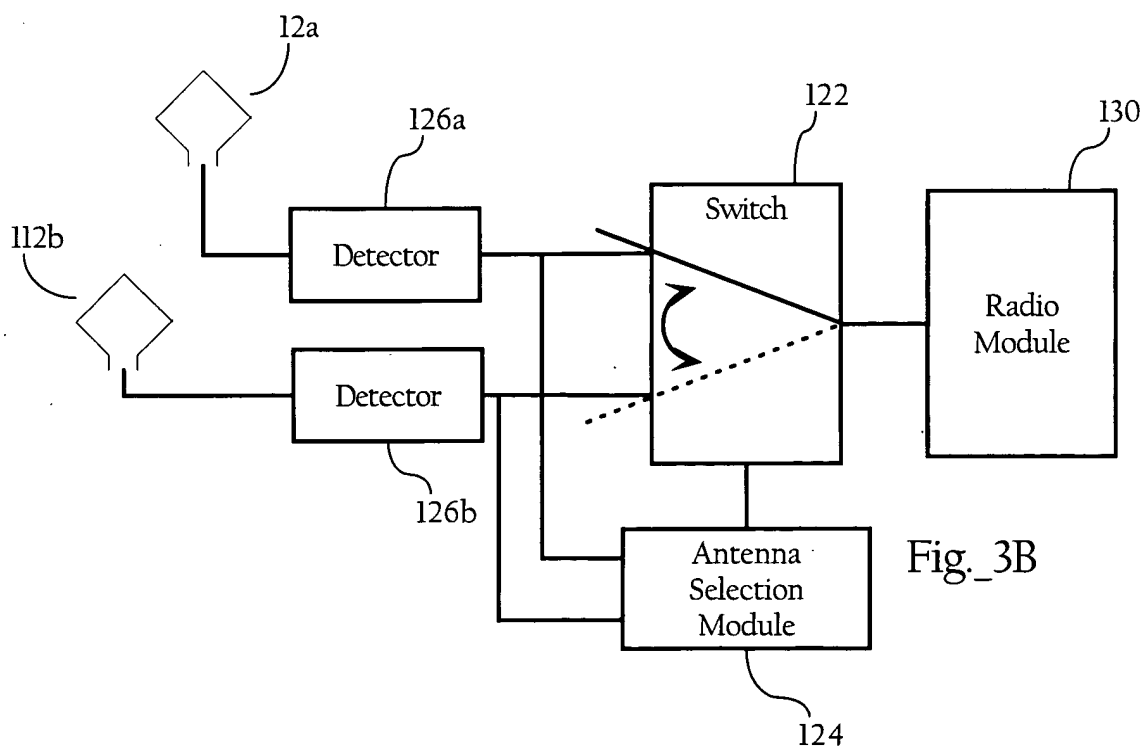 12a
126a
122
130
Switch
112b
Detector
Radio
Module
Detector
126b
Antenna
Selection
Module
Fig._3B
124